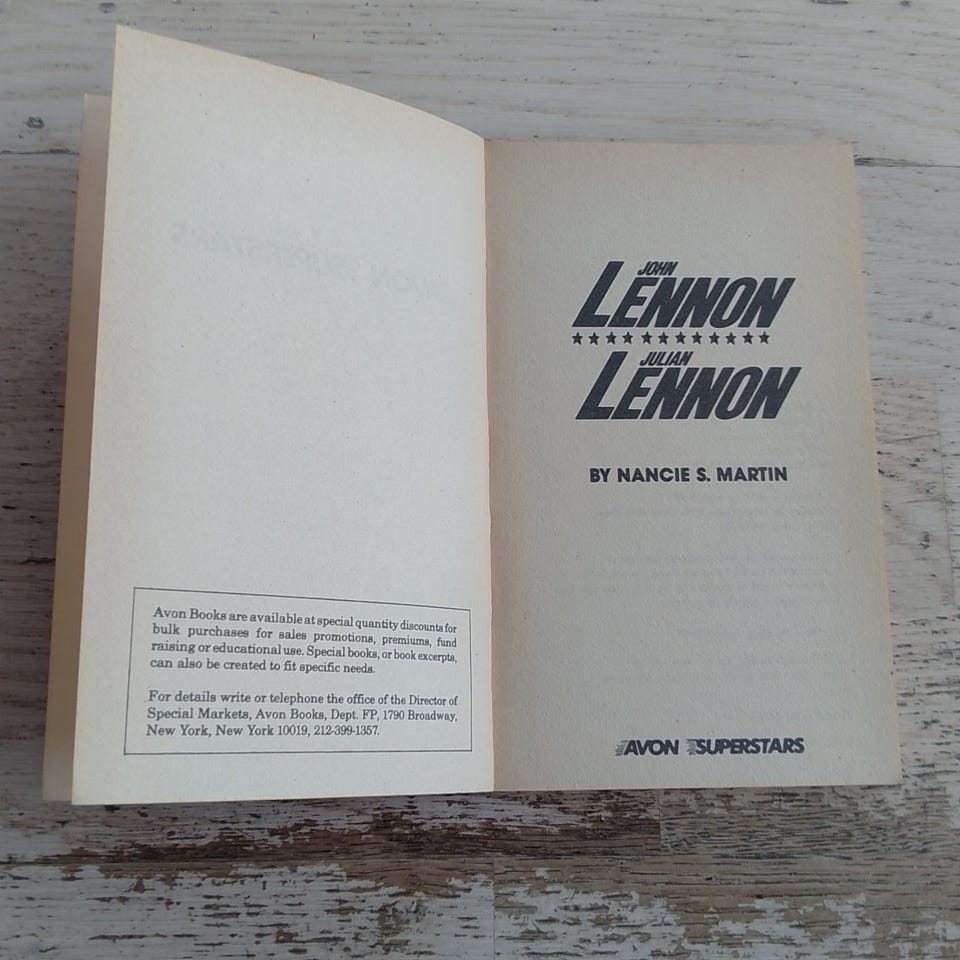 Avon Books are available at special quantity discounts for
bulk purchases for sales promotions, premiums, fund
raising or educational use. Special books, or book excerpts,
can also be created to fit specific needs.
For details write or telephone the office of the Director of
Special Markets, Avon Books, Dept. FP, 1790 Broadway,
New York, New York 10019, 212-399-1357.
JOHN
LENNON
JULIAN
LENNON
BY NANCIE S. MARTIN
AVON SUPERSTARS